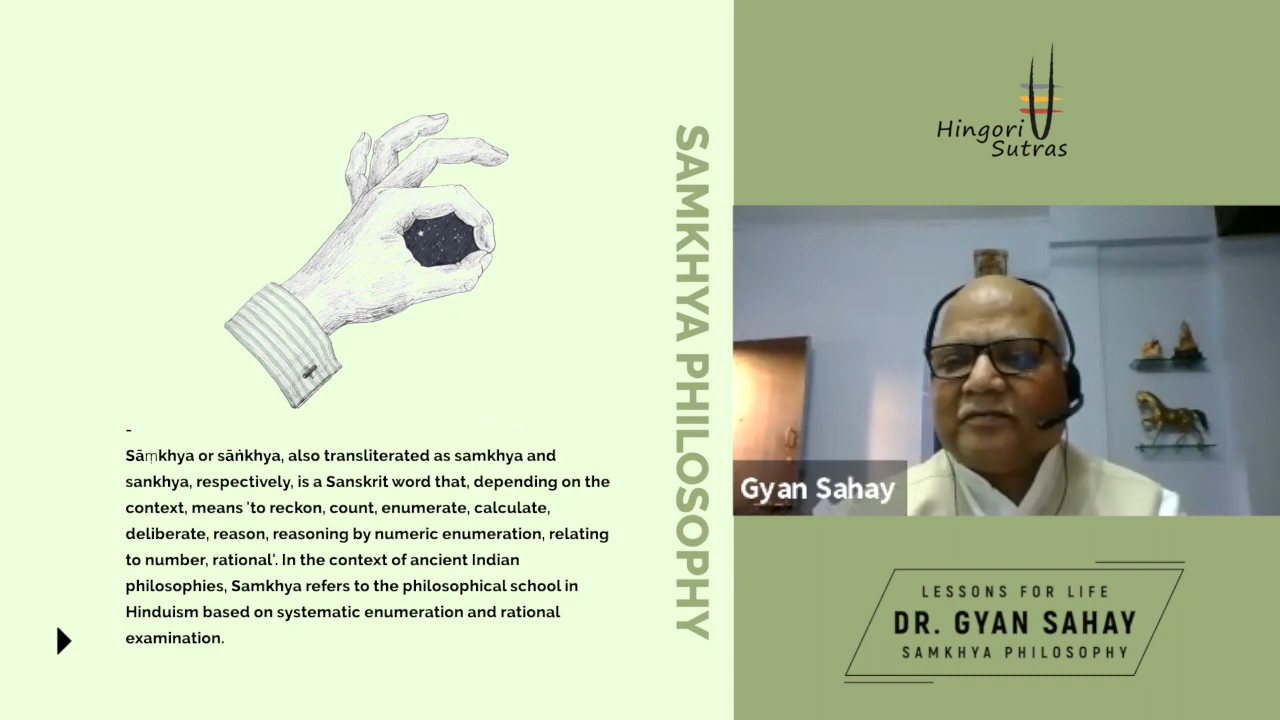 -
Sāṃkhya or sāṅkhya, also transliterated as samkhya and
sankhya, respectively, is a Sanskrit word that, depending on the
context, means 'to reckon, count, enumerate, calculate,
deliberate, reason, reasoning by numeric enumeration, relating
to number, rational'. In the context of ancient Indian
philosophies, Samkhya refers to the philosophical school in
Hinduism based on systematic enumeration and rational
examination.
SAMKHYA PHILOSOPHY
Hingori
Sutras
Gyan Sahay
LESSONS FOR LIFE
DR. GYAN SAHAY
SAMKHYA PHILOSOPHY